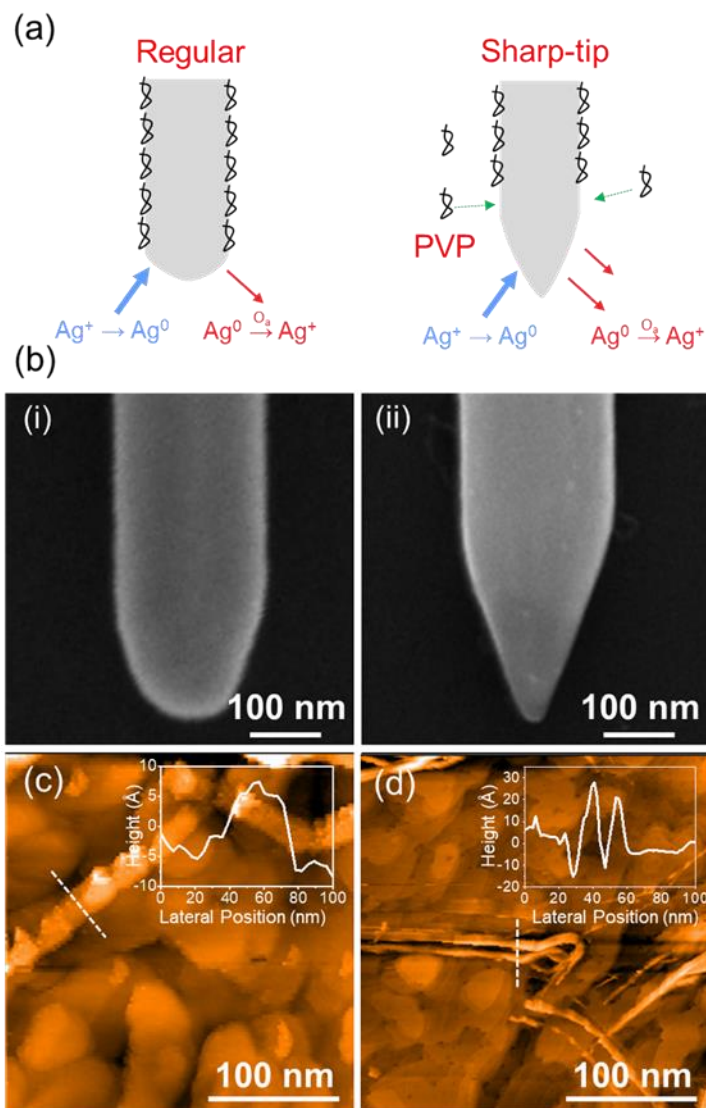 (a)
Regular
Sharp-tip
PVP
Ag⁺ → Ag⁰
Ag⁰ Oₐ→ Ag⁺
Ag⁺ → Ag⁰
Ag⁰ Oₐ→ Ag⁺
(b)
(i)
(ii)
100 nm
100 nm
(c)
10
5
0
-5
-10
Height (Å)
0 20 40 60 80 100
Lateral Position (nm)
100 nm
(d)
30
20
10
0
-10
-20
Height (Å)
0 20 40 60 80 100
Lateral Position (nm)
100 nm